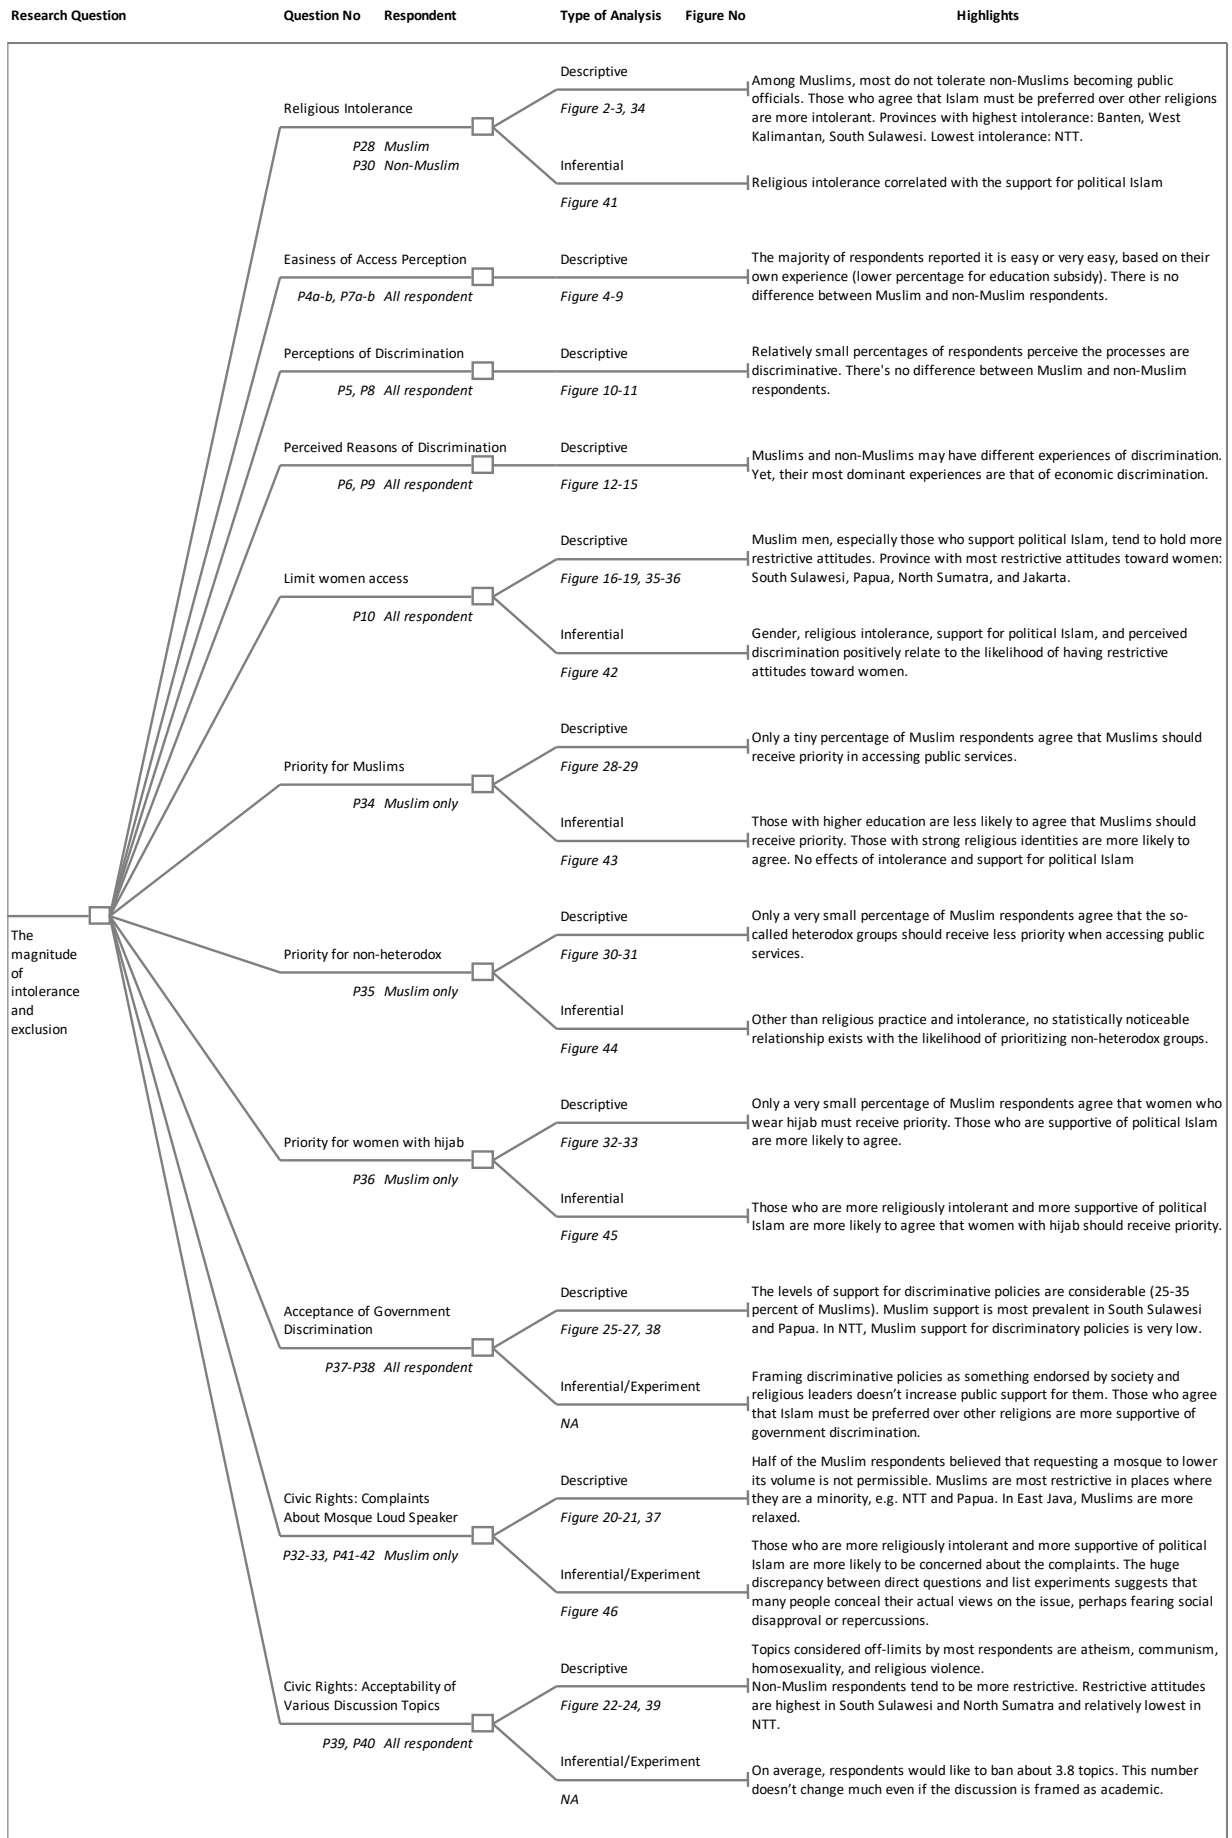 Research Question Question No Respondent Type of Analysis Figure No Highlights
Religious Intolerance
P28 Muslim
P30 Non-Muslim
Descriptive
Figure 2-3, 34
Among Muslims, most do not tolerate non-Muslims becoming public
officials. Those who agree that Islam must be preferred over other religions
are more intolerant. Provinces with highest intolerance: Banten, West
Kalimantan, South Sulawesi. Lowest intolerance: NTT.
Inferential
Figure 41
Religious intolerance correlated with the support for political Islam
Easiness of Access Perception
P4a-b, P7a-b All respondent
Descriptive
Figure 4-9
The majority of respondents reported it is easy or very easy, based on their
own experience (lower percentage for education subsidy). There is no
difference between Muslim and non-Muslim respondents.
Perceptions of Discrimination
P5, P8 All respondent
Descriptive
Figure 10-11
Relatively small percentages of respondents perceive the processes are
discriminative. There's no difference between Muslim and non-Muslim
respondents.
Perceived Reasons of Discrimination
P6, P9 All respondent
Descriptive
Figure 12-15
Muslims and non-Muslims may have different experiences of discrimination.
Yet, their most dominant experiences are that of economic discrimination.
Limit women access
P10 All respondent
Descriptive
Figure 16-19, 35-36
Muslim men, especially those who support political Islam, tend to hold more
restrictive attitudes. Province with most restrictive attitudes toward women:
South Sulawesi, Papua, North Sumatra, and Jakarta.
Inferential
Figure 42
Gender, religious intolerance, support for political Islam, and perceived
discrimination positively relate to the likelihood of having restrictive
attitudes toward women.
Priority for Muslims
P34 Muslim only
Descriptive
Figure 28-29
Only a tiny percentage of Muslim respondents agree that Muslims should
receive priority in accessing public services.
Inferential
Figure 43
Those with higher education are less likely to agree that Muslims should
receive priority. Those with strong religious identities are more likely to
agree. No effects of intolerance and support for political Islam
The
magnitude
of
intolerance
and
exclusion
Priority for non-heterodox
P35 Muslim only
Descriptive
Figure 30-31
Only a very small percentage of Muslim respondents agree that the so-
called heterodox groups should receive less priority when accessing public
services.
Inferential
Figure 44
Other than religious practice and intolerance, no statistically noticeable
relationship exists with the likelihood of prioritizing non-heterodox groups.
Priority for women with hijab
P36 Muslim only
Descriptive
Figure 32-33
Only a very small percentage of Muslim respondents agree that women who
wear hijab must receive priority. Those who are supportive of political Islam
are more likely to agree.
Inferential
Figure 45
Those who are more religiously intolerant and more supportive of political
Islam are more likely to agree that women with hijab should receive priority.
Acceptance of Government
Discrimination
P37-P38 All respondent
Descriptive
Figure 25-27, 38
The levels of support for discriminative policies are considerable (25-35
percent of Muslims). Muslim support is most prevalent in South Sulawesi
and Papua. In NTT, Muslim support for discriminatory policies is very low.
Inferential/Experiment
NA
Framing discriminative policies as something endorsed by society and
religious leaders doesn’t increase public support for them. Those who agree
that Islam must be preferred over other religions are more supportive of
government discrimination.
Civic Rights: Complaints
About Mosque Loud Speaker
P32-33, P41-42 Muslim only
Descriptive
Figure 20-21, 37
Half of the Muslim respondents believed that requesting a mosque to lower
its volume is not permissible. Muslims are most restrictive in places where
they are a minority, e.g. NTT and Papua. In East Java, Muslims are more
relaxed.
Inferential/Experiment
Figure 46
Those who are more religiously intolerant and more supportive of political
Islam are more likely to be concerned about the complaints. The huge
discrepancy between direct questions and list experiments suggests that
many people conceal their actual views on the issue, perhaps fearing social
disapproval or repercussions.
Civic Rights: Acceptability of
Various Discussion Topics
P39, P40 All respondent
Descriptive
Figure 22-24, 39
Topics considered off-limits by most respondents are atheism, communism,
homosexuality, and religious violence.
Non-Muslim respondents tend to be more restrictive. Restrictive attitudes
are highest in South Sulawesi and North Sumatra and relatively lowest in
NTT.
Inferential/Experiment
NA
On average, respondents would like to ban about 3.8 topics. This number
doesn’t change much even if the discussion is framed as academic.